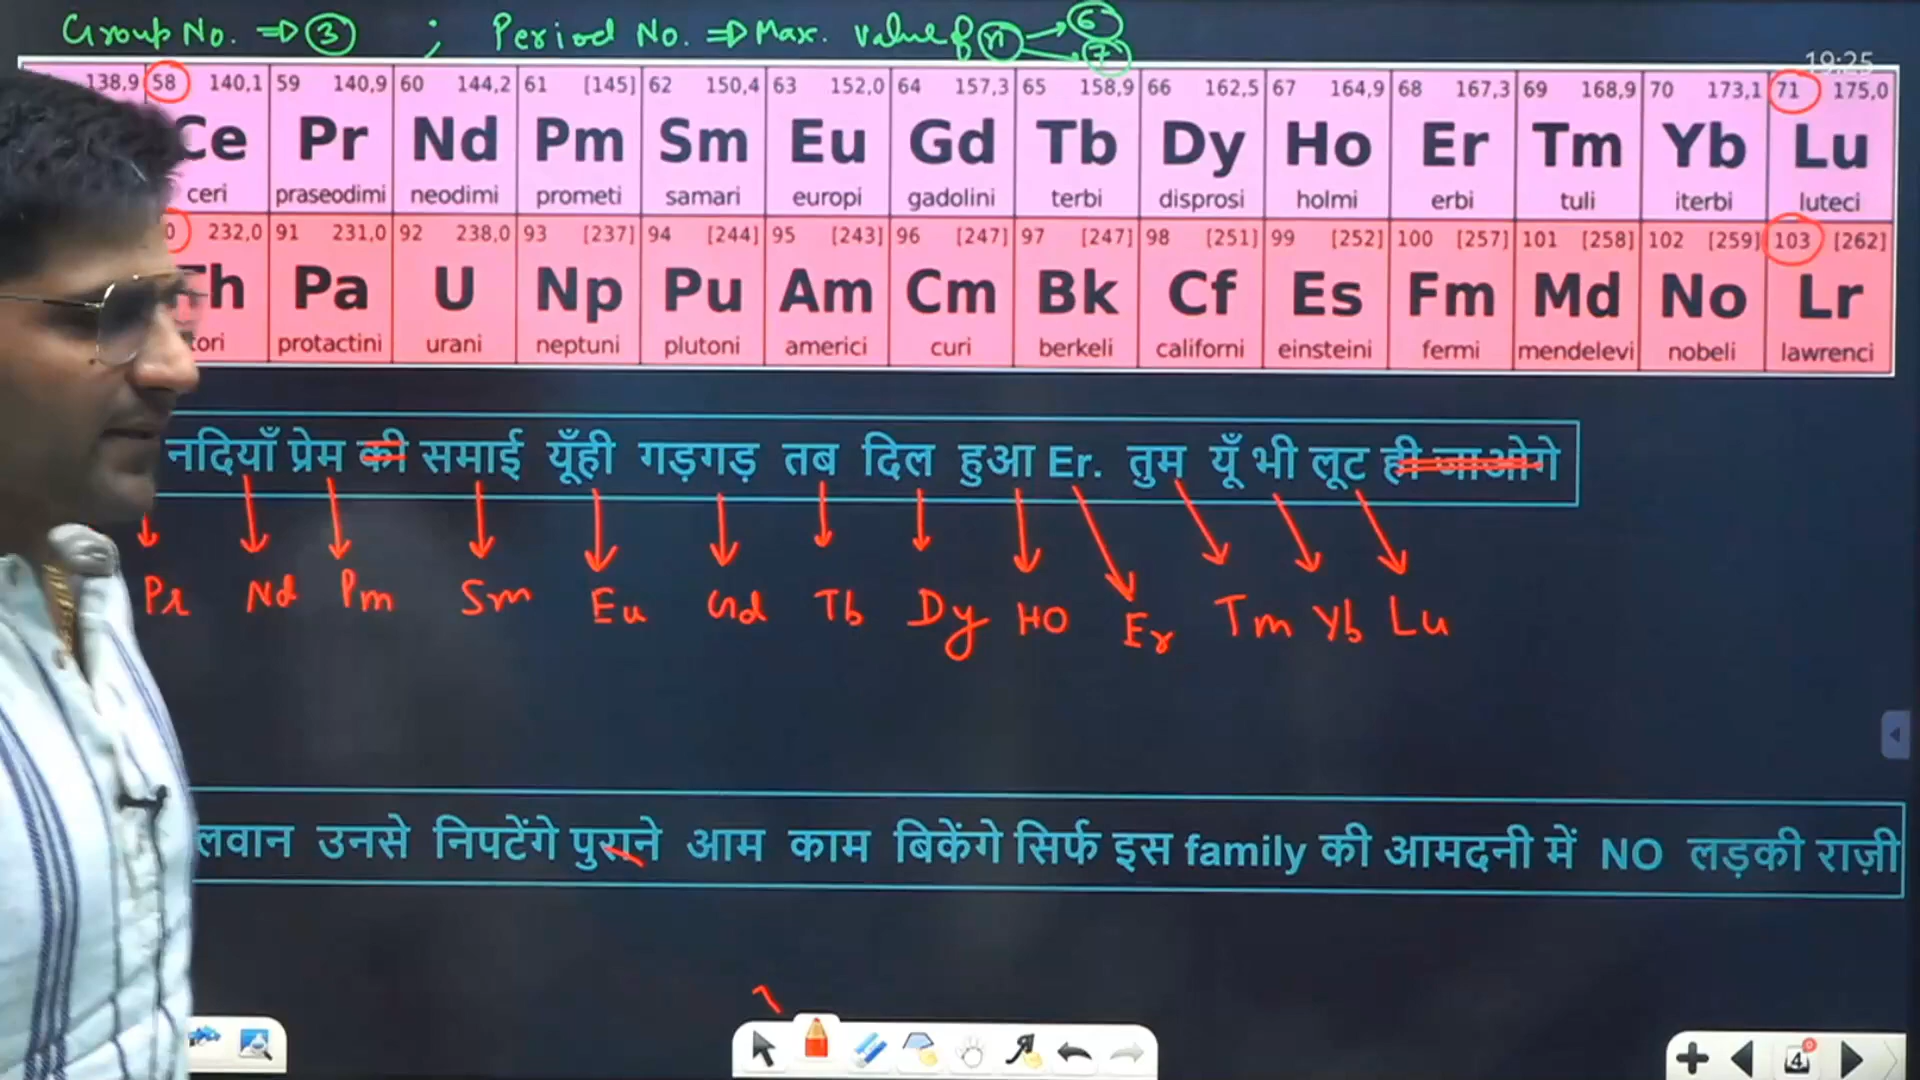 Group No. ⇒ 3 ; Period No. ⇒ Max. value of n → 6
7
19:25
138,9 58 140,1 59 140,9 60 144,2 61 [145] 62 150,4 63 152,0 64 157,3 65 158,9 66 162,5 67 164,9 68 167,3 69 168,9 70 173,1 71 175,0
Ce Pr Nd Pm Sm Eu Gd Tb Dy Ho Er Tm Yb Lu
ceri praseodimi neodimi prometi samari europi gadolini terbi disprosi holmi erbi tuli iterbi luteci
0 232,0 91 231,0 92 238,0 93 [237] 94 [244] 95 [243] 96 [247] 97 [247] 98 [251] 99 [252] 100 [257] 101 [258] 102 [259] 103 [262]
Th Pa U Np Pu Am Cm Bk Cf Es Fm Md No Lr
tori protactini urani neptuni plutoni americi curi berkeli californi einsteini fermi mendelevi nobeli lawrenci
नदियाँ प्रेम की समाई यूँही गड़गड़ तब दिल हुआ Er. तुम यूँ भी लूट ही जाओगे
Pr Nd Pm Sm Eu Gd Tb Dy HO Er Tm Yb Lu
लवान उनसे निपटेंगे पुराने आम काम बिकेंगे सिर्फ इस family की आमदनी में NO लड़की राज़ी
4